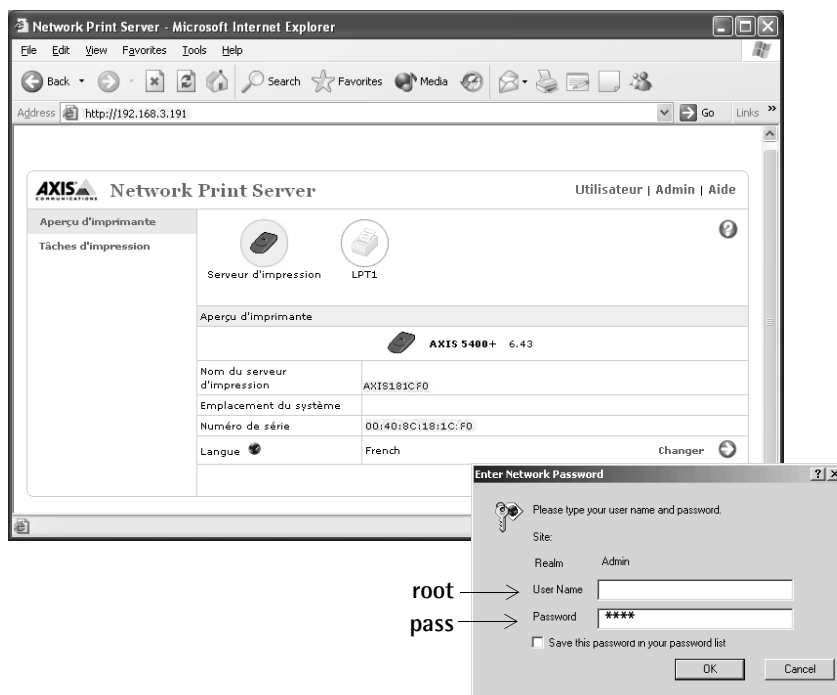 Network Print Server - Microsoft Internet Explorer
File Edit View Favorites Tools Help
Back Search Favorites Media
Address http://192.168.3.191 Go Links »
AXIS COMMUNICATIONS Network Print Server Utilisateur | Admin | Aide
Aperçu d'imprimante
Tâches d'impression
Serveur d'impression LPT1
Aperçu d'imprimante
AXIS 5400+ 6.43
Nom du serveur
d'impression AXIS181CF0
Emplacement du système
Numéro de série 00:40:8C:18:1C:F0
Langue French Changer
Enter Network Password
Please type your user name and password.
Site:
Realm Admin
root User Name
pass Password ****
Save this password in your password list
OK Cancel